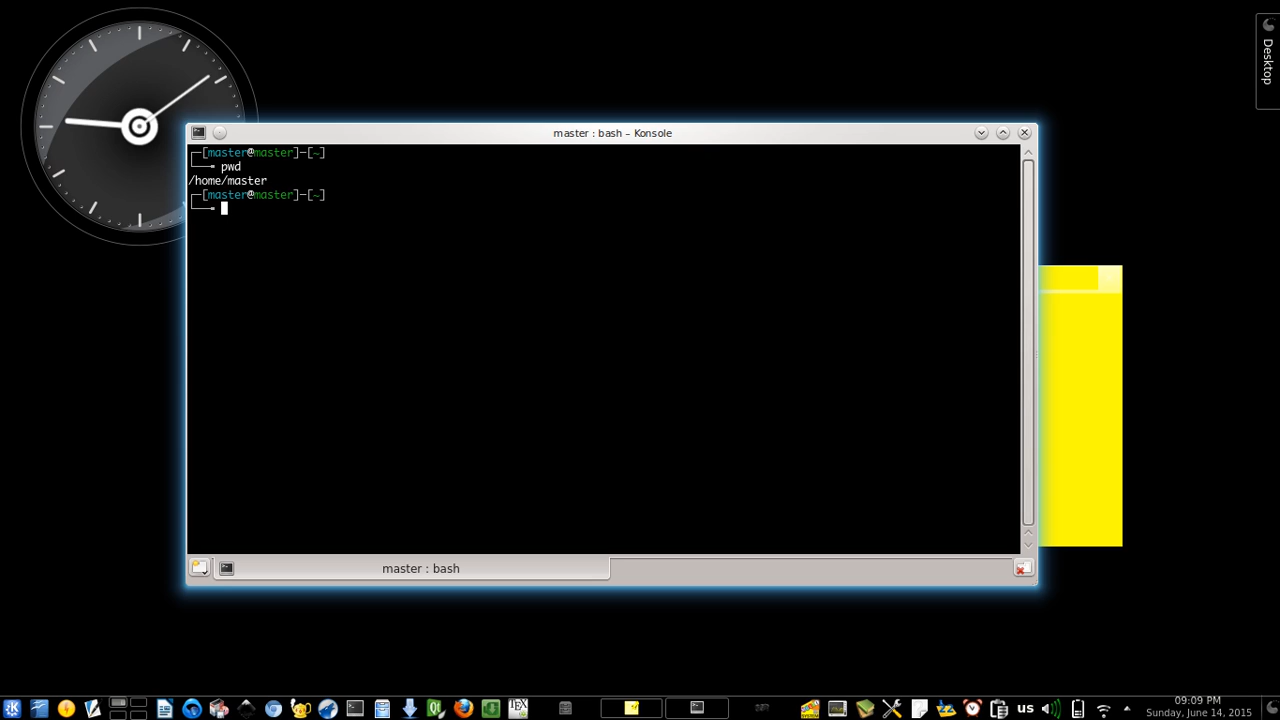 Desktop
master : bash – Konsole
┌─[master@master]─[~]
└──╼ pwd
/home/master
┌─[master@master]─[~]
└──╼
master : bash
TEX
us
09:09 PM
Sunday, June 14, 2015